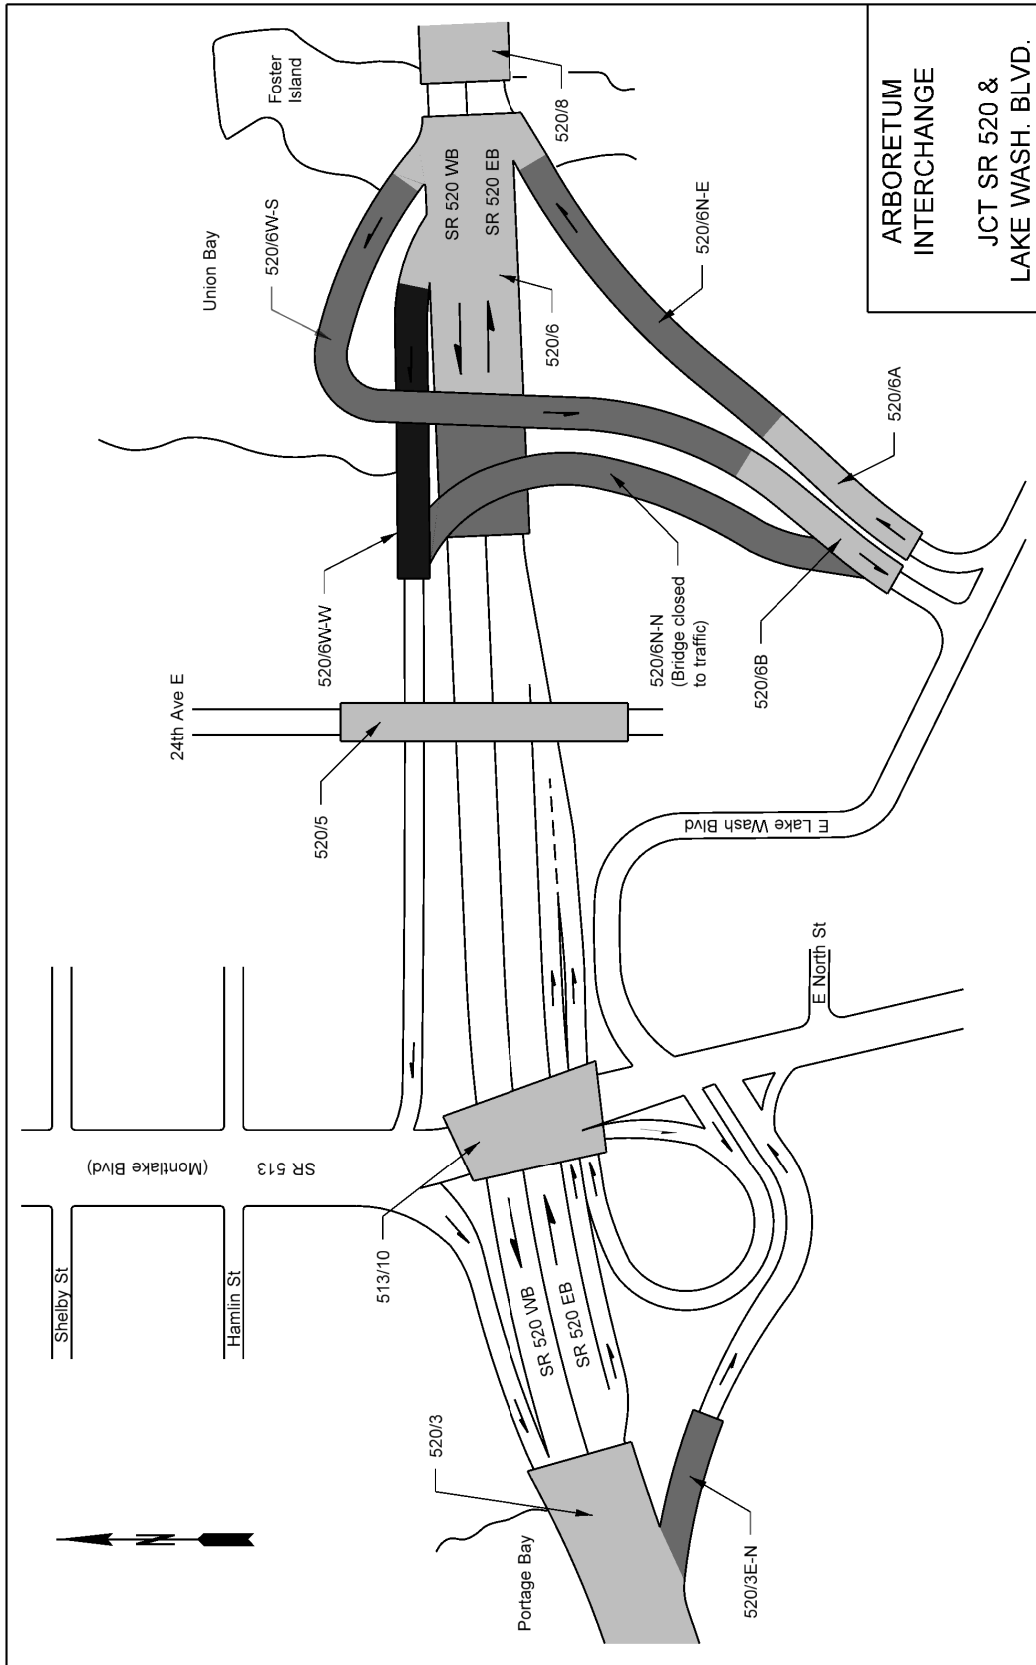 Foster
Island
Union Bay
520/6W-S
SR 520 WB
SR 520 EB
520/8
520/6N-E
520/6
520/6A
520/6W-W
520/6N-N
(Bridge closed
to traffic)
520/6B
24th Ave E
520/5
E Lake Wash Blvd
E North St
SR 513
(Montlake Blvd)
Shelby St
Hamlin St
513/10
SR 520 WB
SR 520 EB
520/3
Portage Bay
520/3E-N
N
ARBORETUM
INTERCHANGE
JCT SR 520 &
LAKE WASH. BLVD.